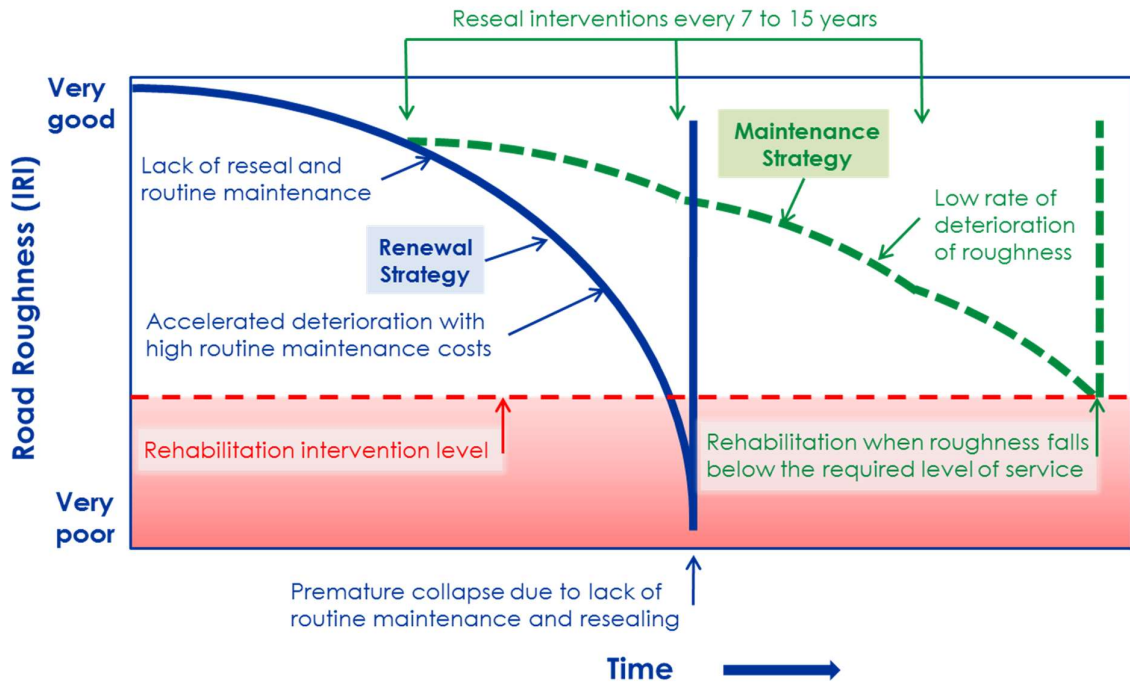 Reseal interventions every 7 to 15 years
Very
good
Maintenance
Strategy
Lack of reseal and
routine maintenance
Low rate of
deterioration
of roughness
Renewal
Strategy
Road Roughness (IRI)
Accelerated deterioration with
high routine maintenance costs
Rehabilitation intervention level
Rehabilitation when roughness falls
below the required level of service
Very
poor
Premature collapse due to lack of
routine maintenance and resealing
Time